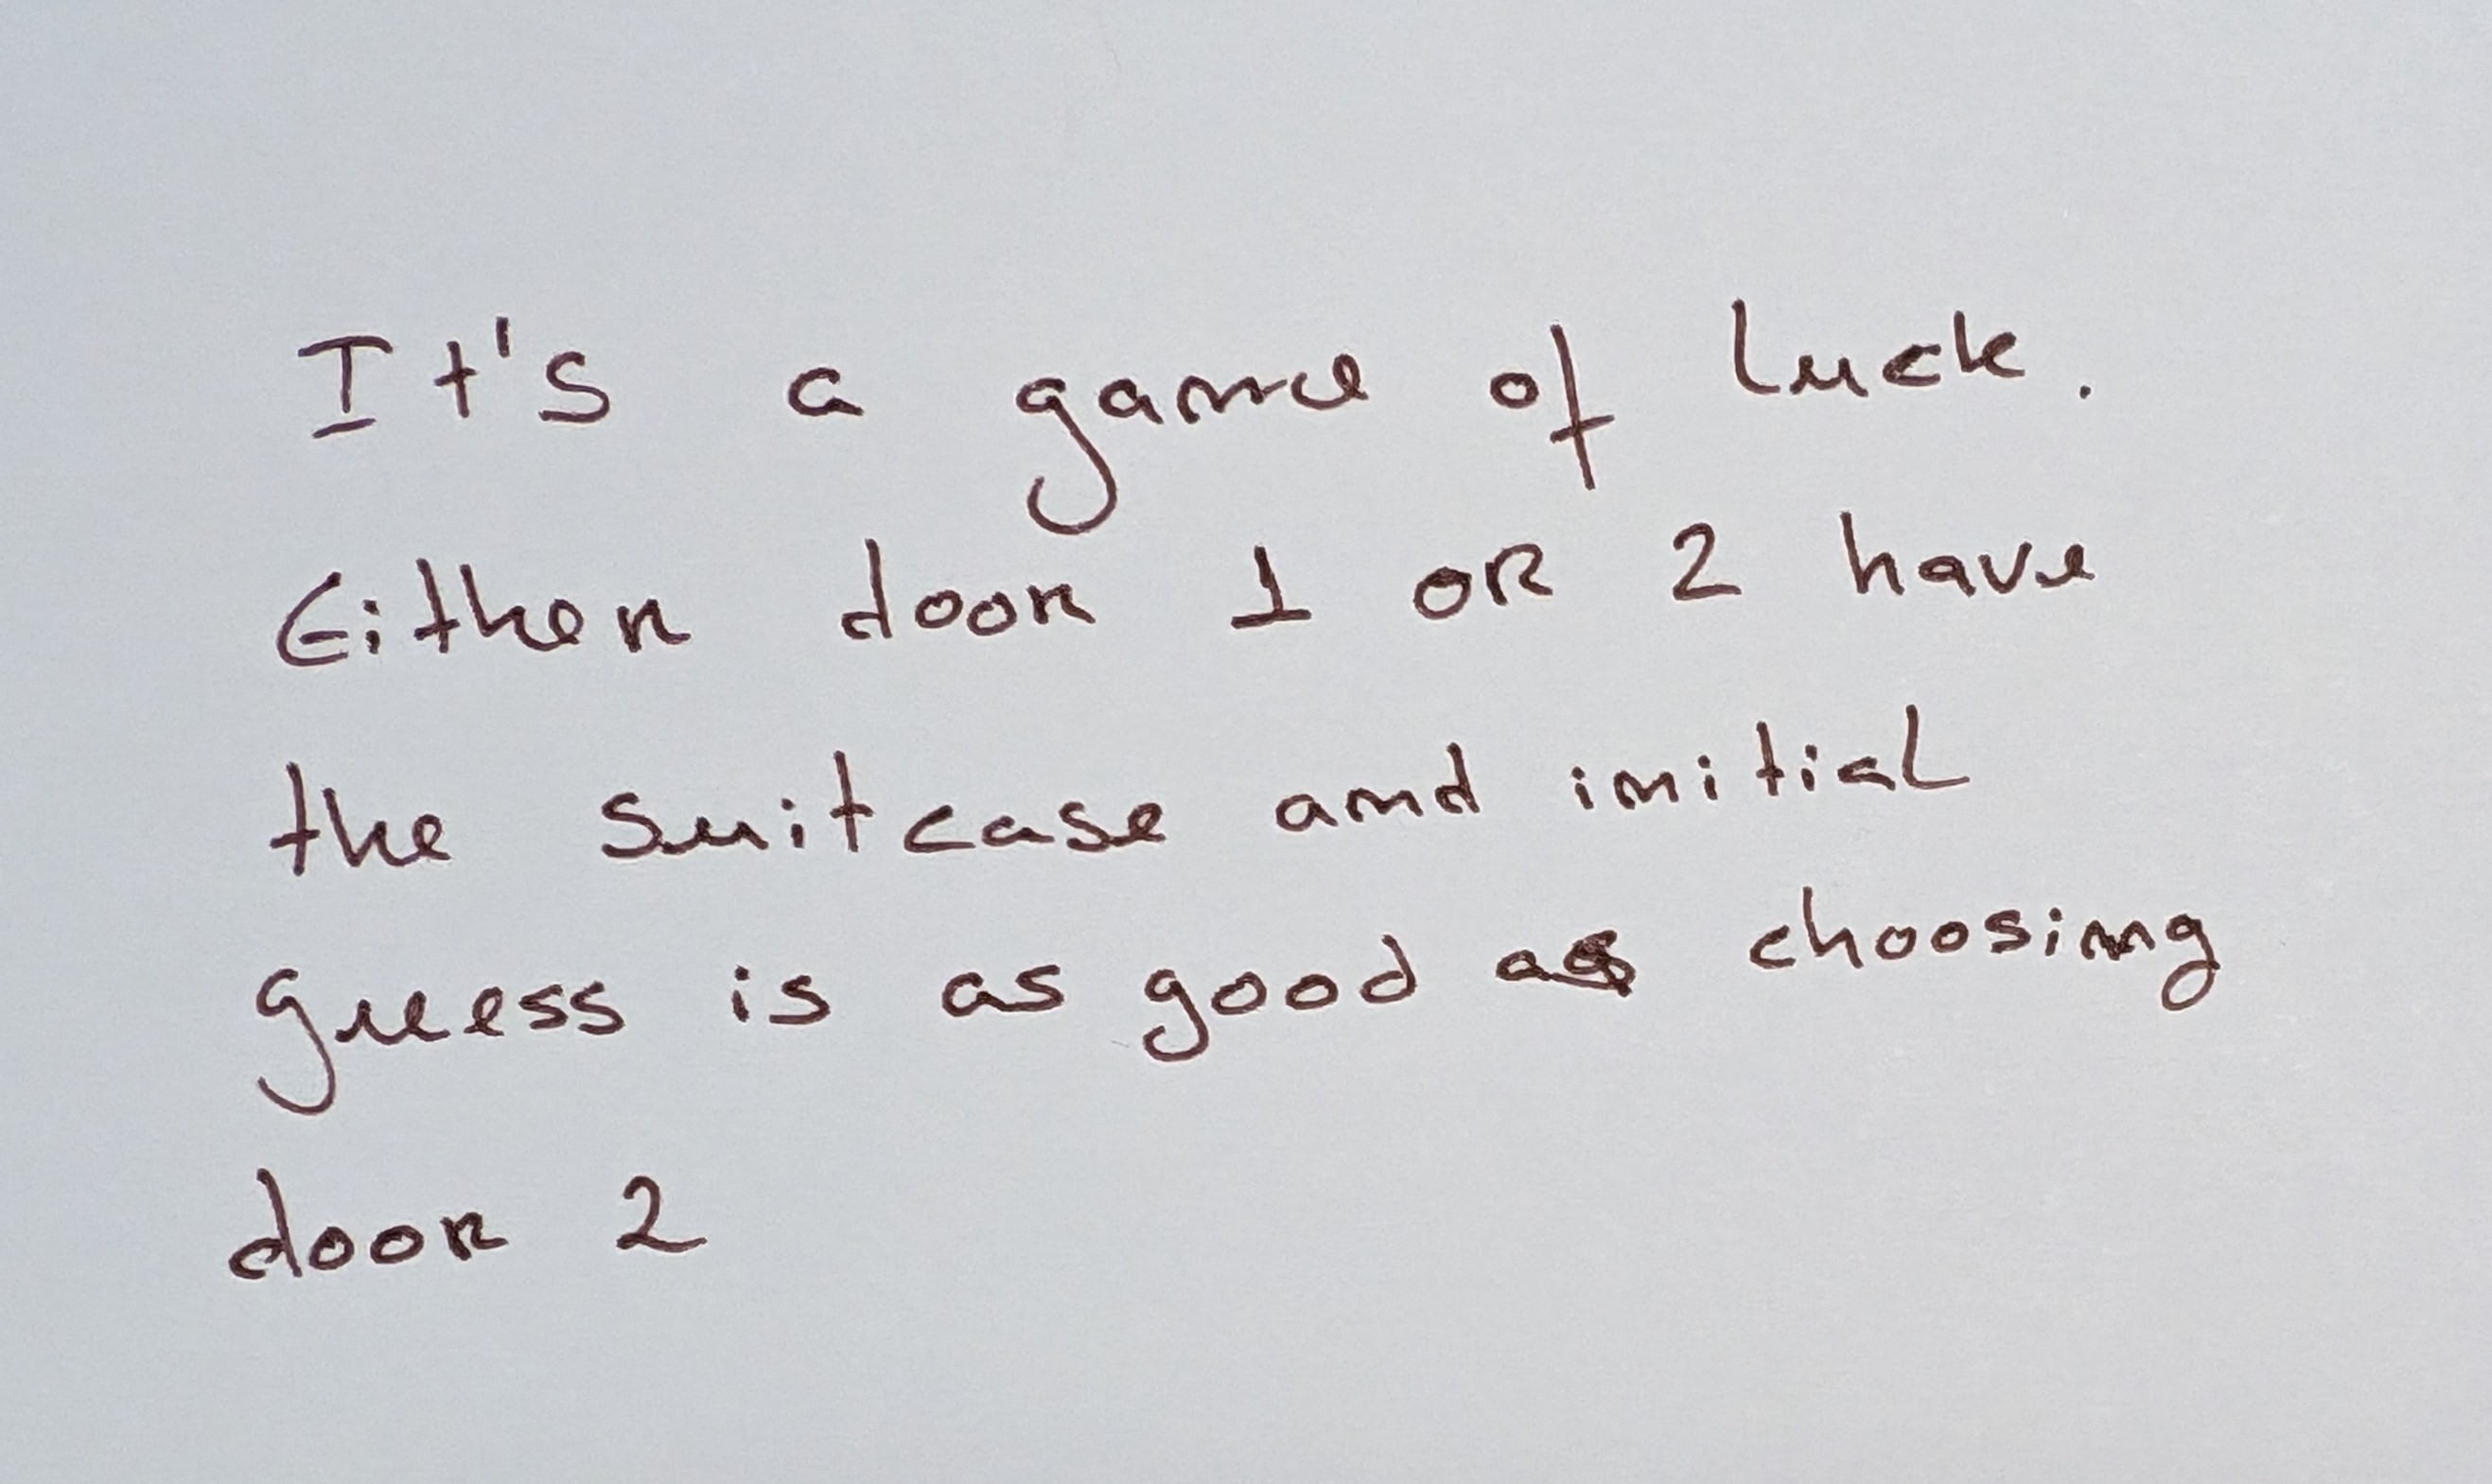 It's a game of luck.
Either door 1 OR 2 have
the suitcase and initial
guess is as good as choosing
door 2